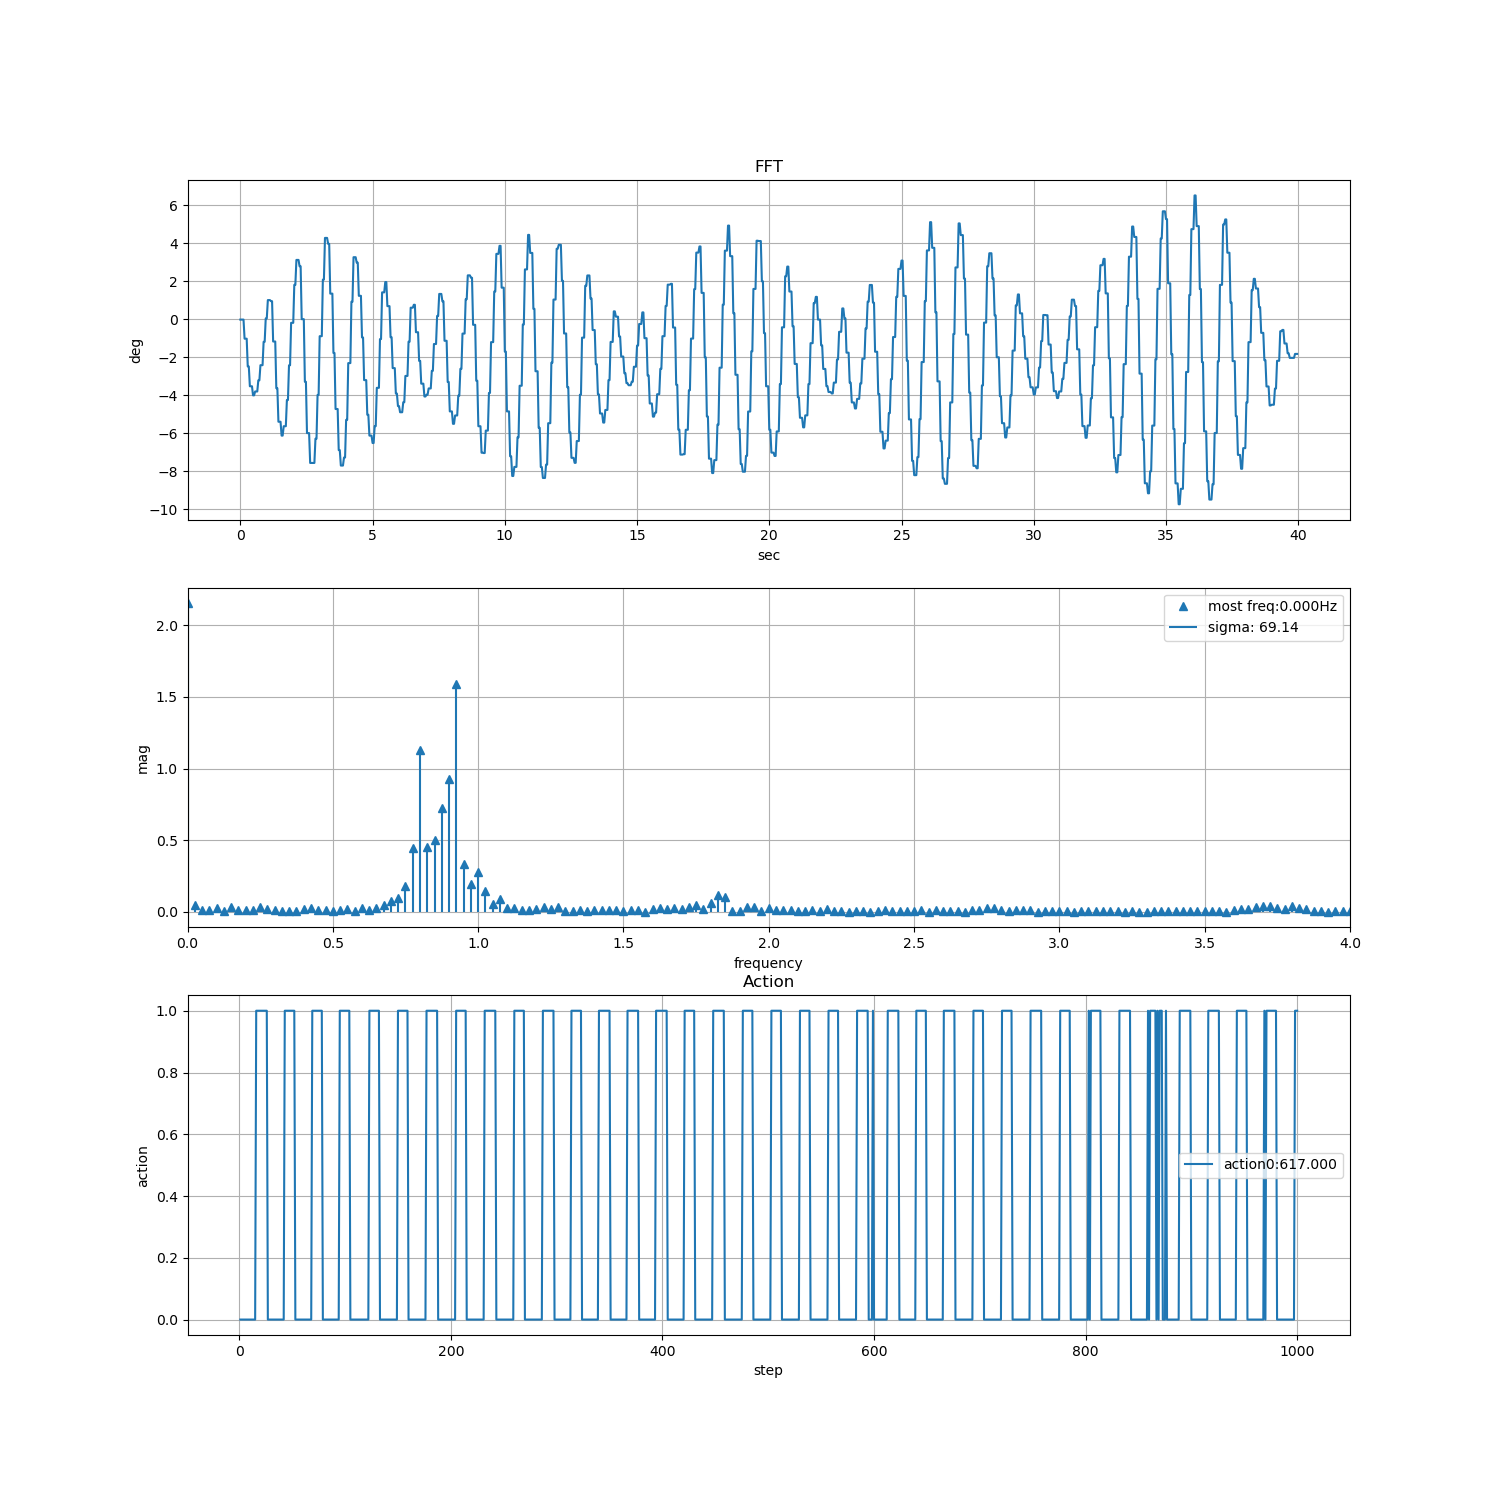 FFT
6
4
2
0
−2
−4
−6
−8
−10
deg
0 5 10 15 20 25 30 35 40
sec
most freq:0.000Hz
sigma: 69.14
2.0
1.5
1.0
0.5
0.0
mag
0.0 0.5 1.0 1.5 2.0 2.5 3.0 3.5 4.0
frequency
Action
1.0
0.8
0.6
0.4
0.2
0.0
action
action0:617.000
0 200 400 600 800 1000
step